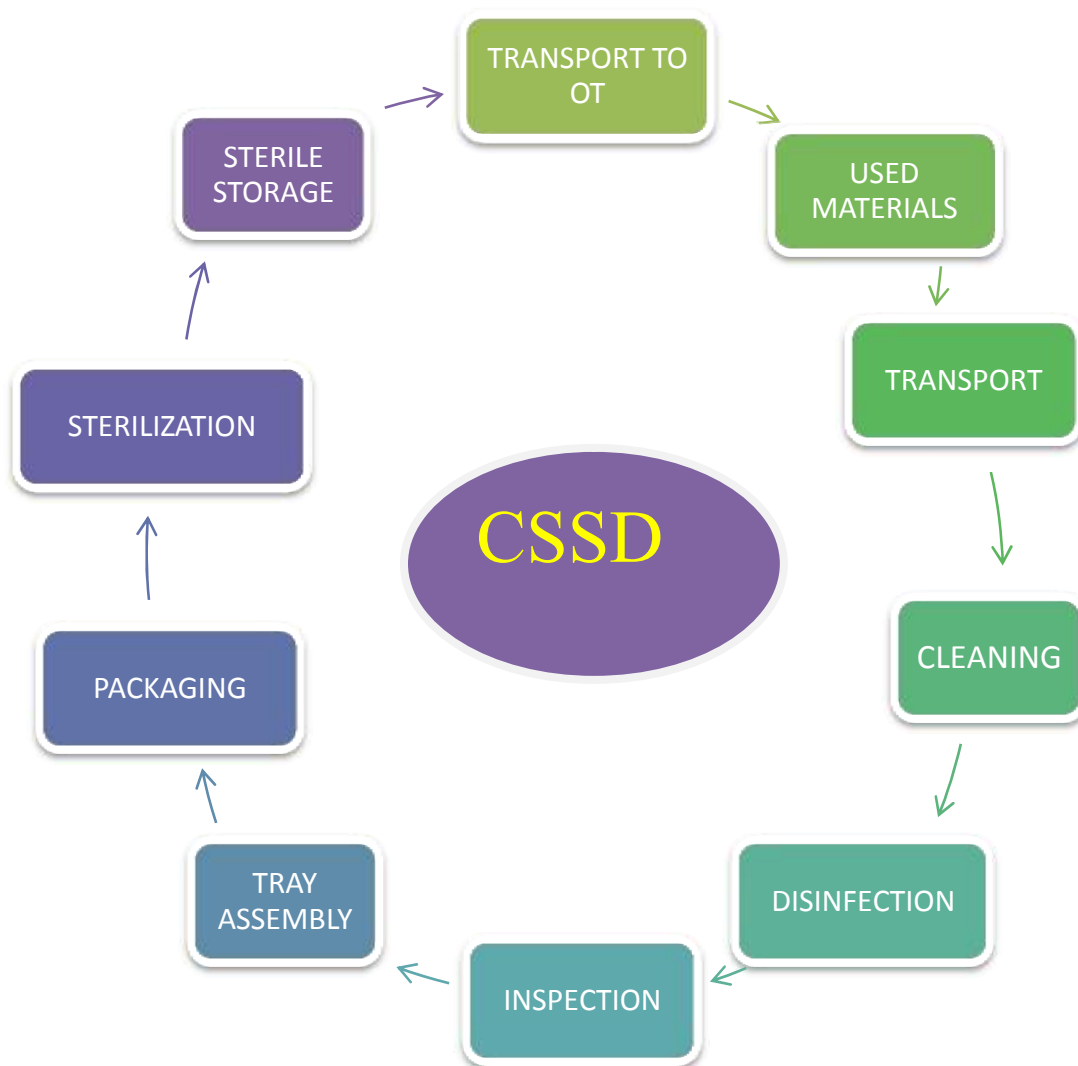 TRANSPORT TO
OT
USED
MATERIALS
TRANSPORT
CLEANING
DISINFECTION
INSPECTION
TRAY
ASSEMBLY
PACKAGING
STERILIZATION
STERILE
STORAGE
CSSD